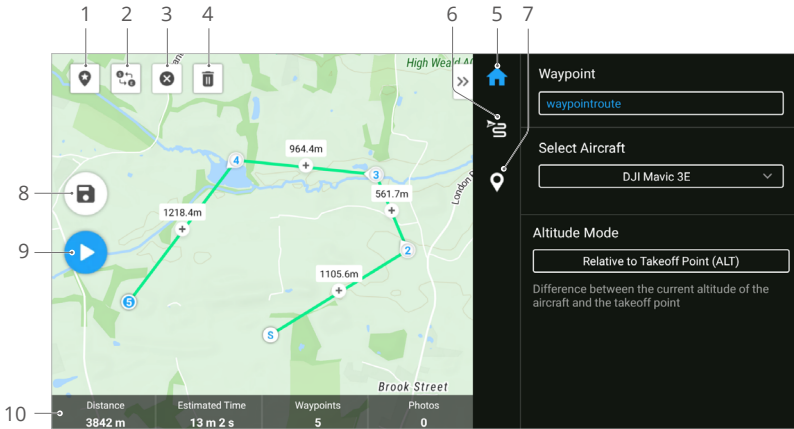 1
2
3
4
6
5
7
High Weald A
Waypoint
waypointroute
Select Aircraft
DJI Mavic 3E
Altitude Mode
Relative to Takeoff Point (ALT)
Difference between the current altitude of the
aircraft and the takeoff point
S
E
964.4m
4
3
561.7m
London
8
1218.4m
9
2
1105.6m
5
S
Brook Street
10
Distance
Estimated Time
Waypoints
Photos
3842 m
13 m 2 s
5
0